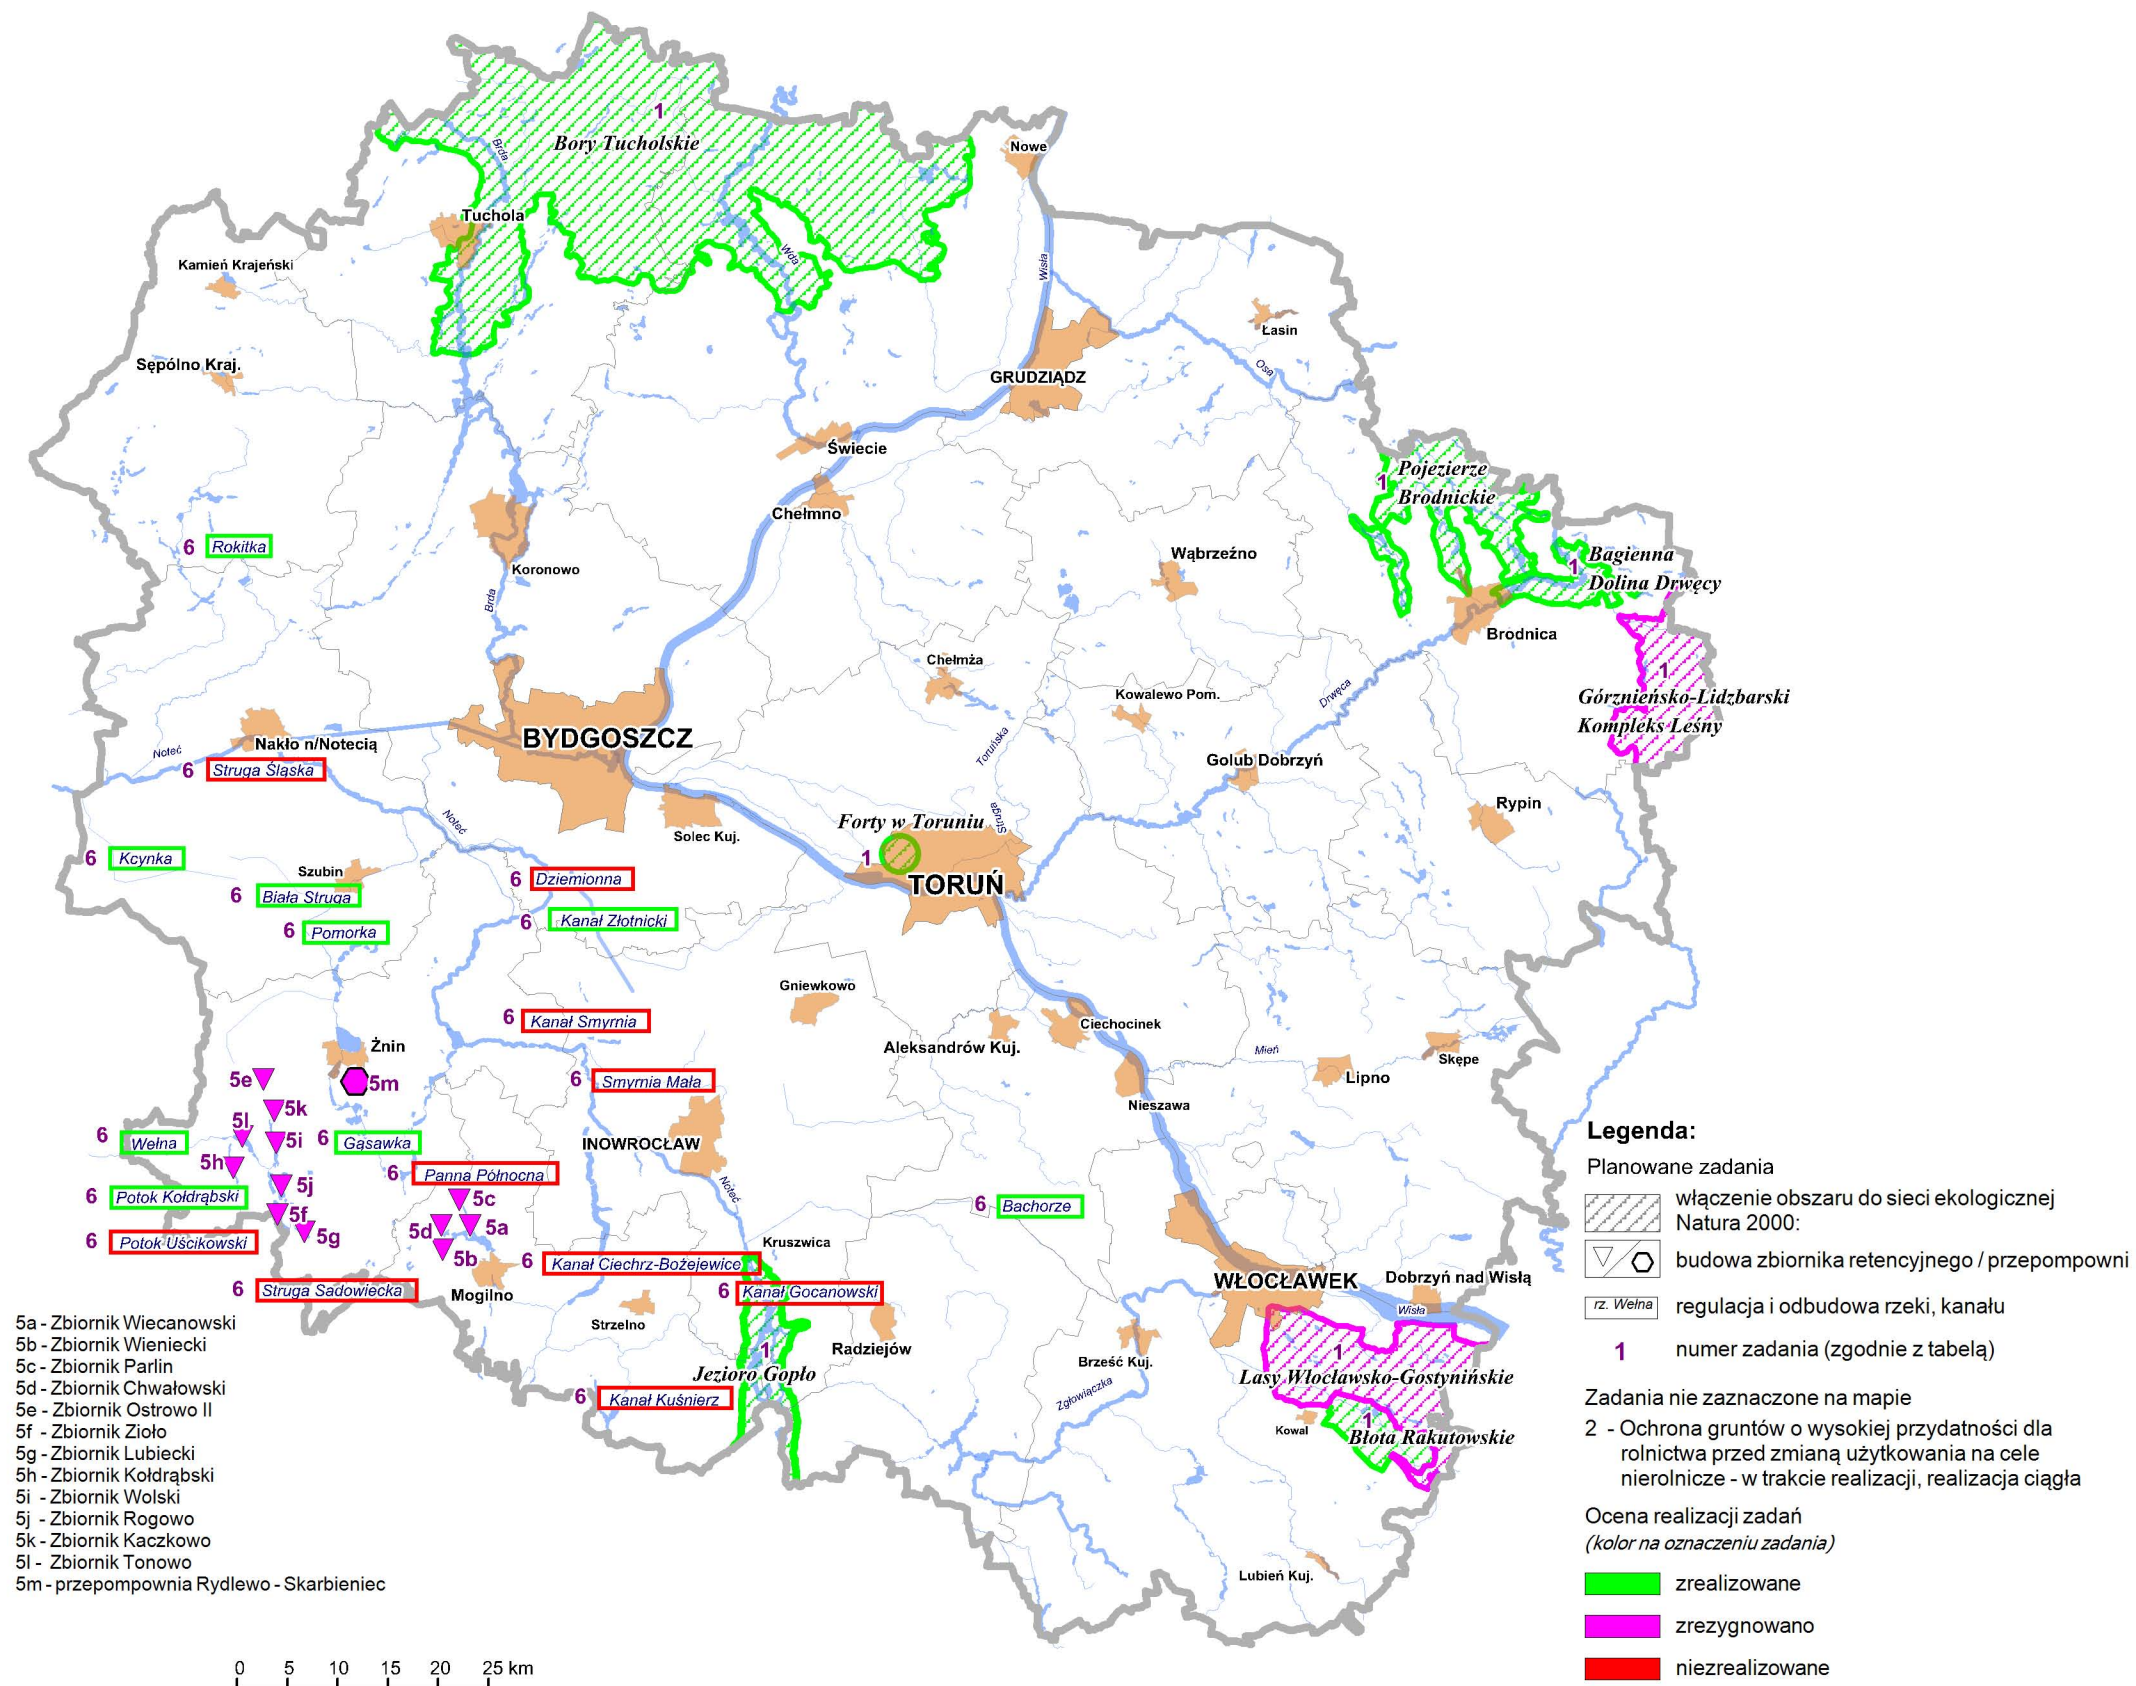 1
Bory Tucholskie
Brda
Nowe
Tuchola
Wda
Kamień Krajeński
Wisła
Łasin
Sępólno Kraj.
Osa
GRUDZIĄDZ
Świecie
Chełmno
Pojezierze
1
Brodnickie
6 Rokitka
Koronowo
Wąbrzeźno
Bagienna
1
Dolina Drwęcy
Brda
Brodnica
Chełmża
1
Kowalewo Pom.
Drwęca
Górznieńsko-Lidzbarski
Kompleks Leśny
BYDGOSZCZ
Nakło n/Notecią
Noteć
Toruńska
Struga
6 Struga Śląska
Golub Dobrzyń
Rypin
Noteć
Solec Kuj.
Forty w Toruniu
1
TORUŃ
6 Kcynka
Szubin
6 Biała Struga
6 Dziemionna
6 Kanał Złotnicki
6 Pomorka
Gniewkowo
6 Kanał Smyrnia
Ciechocinek
Żnin
Aleksandrów Kuj.
Mień
Skępe
5e
5m
6 Smyrnia Mała
Lipno
5k
Nieszawa
5l
6 Wełna
5i
6 Gąsawka
INOWROCŁAW
5h
6 Panna Północna
5j
Noteć
6 Potok Kołdrąbski
5c
6 Bachorze
5f
5g
5d
5a
6 Potok Uścikowski
5b
Kruszwica
6 Kanał Ciechrz-Bożejewice
6 Struga Sadowiecka
Mogilno
6 Kanał Gocanowski
WŁOCŁAWEK
Dobrzyń nad Wisłą
Wisła
Strzelno
Radziejów
1
Jezioro Gopło
Brześć Kuj.
1
Lasy Włocławsko-Gostynińskie
Zgłowiączka
6 Kanał Kuśnierz
Kowal
1
Błota Rakutowskie
Lubień Kuj.
5a - Zbiornik Wiecanowski
5b - Zbiornik Wieniecki
5c - Zbiornik Parlin
5d - Zbiornik Chwałowski
5e - Zbiornik Ostrowo II
5f - Zbiornik Zioło
5g - Zbiornik Lubiecki
5h - Zbiornik Kołdrąbski
5i - Zbiornik Wolski
5j - Zbiornik Rogowo
5k - Zbiornik Kaczkowo
5l - Zbiornik Tonowo
5m - przepompownia Rydlewo - Skarbieniec
0 5 10 15 20 25 km
Legenda:
Planowane zadania
włączenie obszaru do sieci ekologicznej
Natura 2000:
budowa zbiornika retencyjnego / przepompowni
rz. Wełna
regulacja i odbudowa rzeki, kanału
1 numer zadania (zgodnie z tabelą)
Zadania nie zaznaczone na mapie
2 - Ochrona gruntów o wysokiej przydatności dla
rolnictwa przed zmianą użytkowania na cele
nierolnicze - w trakcie realizacji, realizacja ciągła
Ocena realizacji zadań
(kolor na oznaczeniu zadania)
zrealizowane
zrezygnowano
niezrealizowane